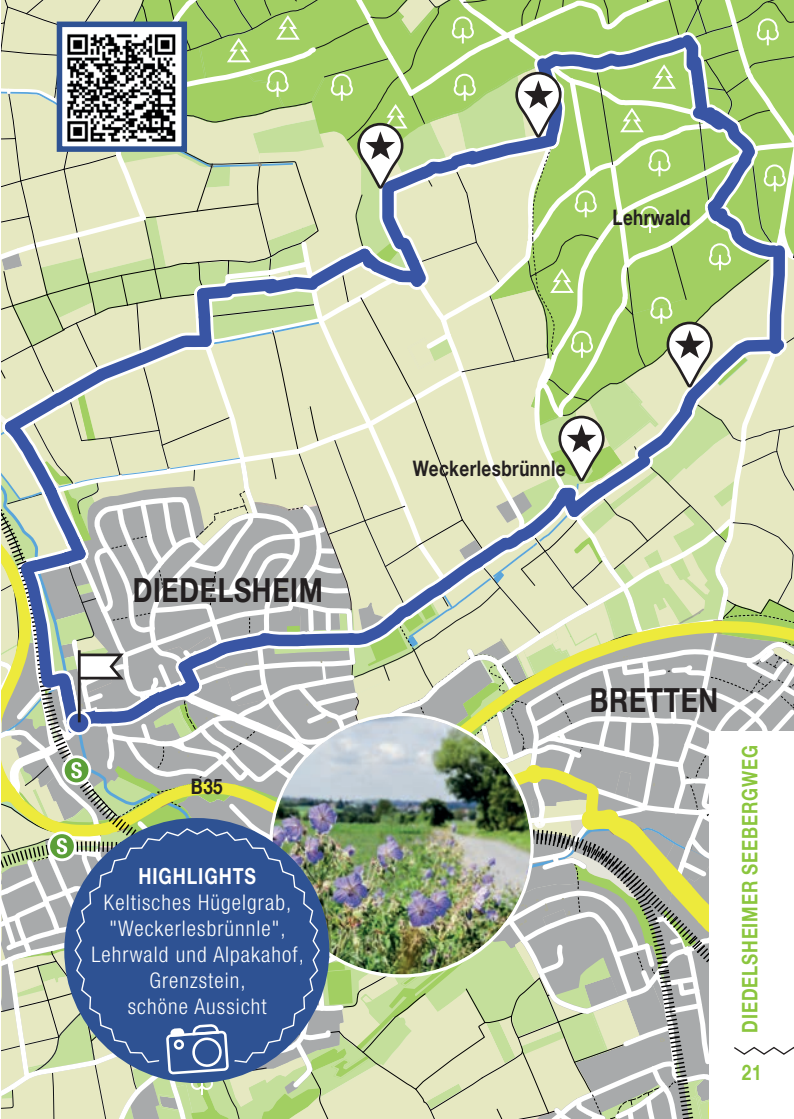 Lehrwald
Weckerlesbrünnle
DIEDELSHEIM
BRETTEN
S
B35
S
HIGHLIGHTS
Keltisches Hügelgrab,
"Weckerlesbrünnle",
Lehrwald und Alpakahof,
Grenzstein,
schöne Aussicht
DIEDELSHEIMER SEEBERGWEG
21